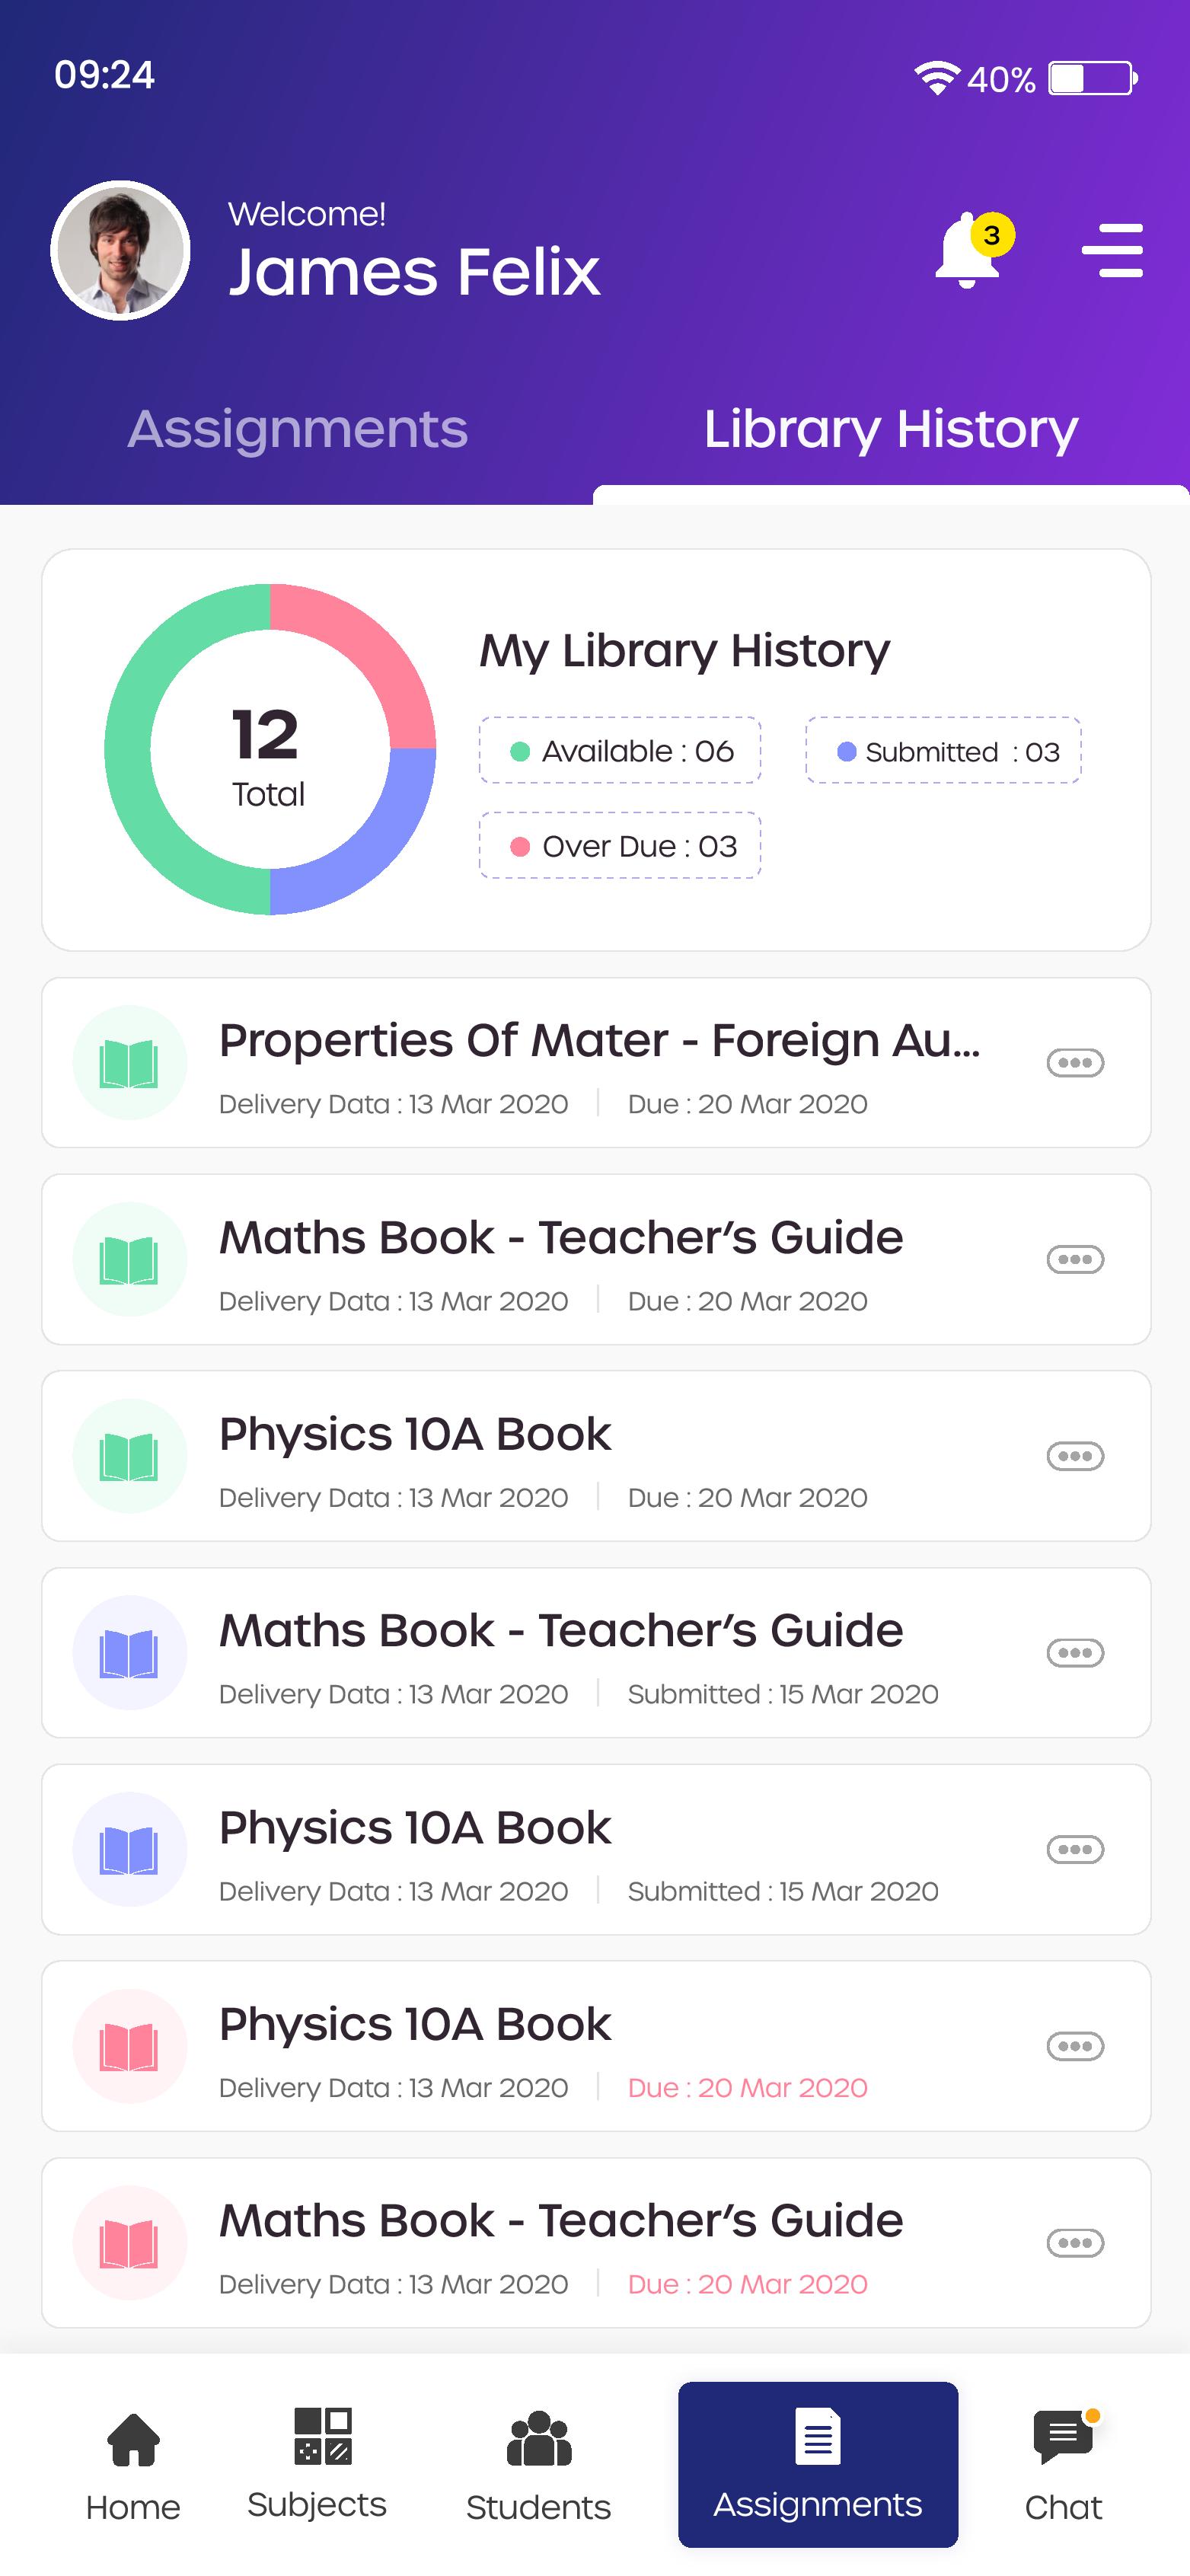 09:24
40%
Welcome!
James Felix
3
Assignments
Library History
12
Total
My Library History
Available : 06
Submitted : 03
Over Due : 03
Properties Of Mater - Foreign Au...
Delivery Data : 13 Mar 2020
Due : 20 Mar 2020
Maths Book - Teacher's Guide
Delivery Data : 13 Mar 2020
Due : 20 Mar 2020
Physics 10A Book
Delivery Data : 13 Mar 2020
Due : 20 Mar 2020
Maths Book - Teacher's Guide
Delivery Data : 13 Mar 2020
Submitted : 15 Mar 2020
Physics 10A Book
Delivery Data : 13 Mar 2020
Submitted : 15 Mar 2020
Physics 10A Book
Delivery Data : 13 Mar 2020
Due : 20 Mar 2020
Maths Book - Teacher's Guide
Delivery Data : 13 Mar 2020
Due : 20 Mar 2020
Home
Subjects
Students
Assignments
Chat